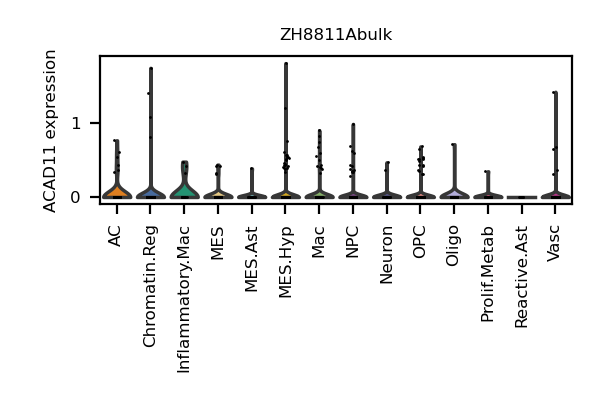 ZH8811Abulk
ACAD11 expression
1
0
AC
Chromatin.Reg
Inflammatory.Mac
MES
MES.Ast
MES.Hyp
Mac
NPC
Neuron
OPC
Oligo
Prolif.Metab
Reactive.Ast
Vasc